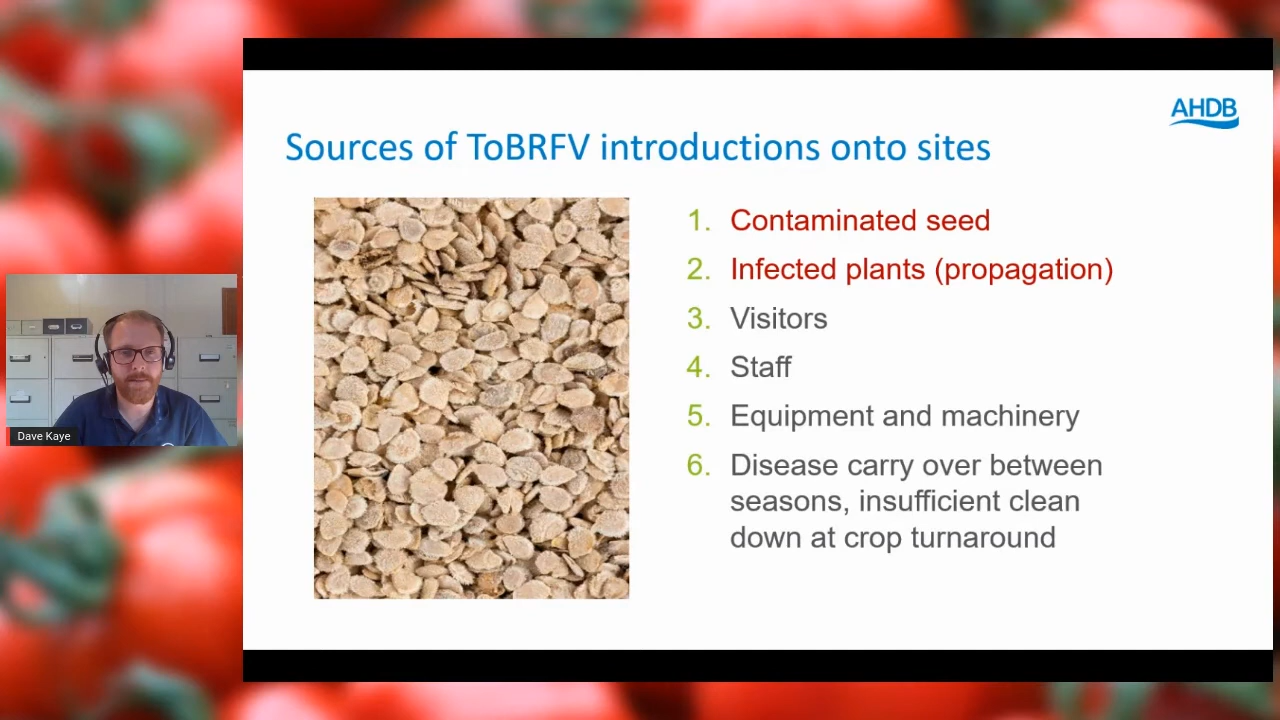 AHDB
Sources of ToBRFV introductions onto sites
1. Contaminated seed
2. Infected plants (propagation)
3. Visitors
4. Staff
5. Equipment and machinery
6. Disease carry over between
seasons, insufficient clean
down at crop turnaround
Dave Kaye